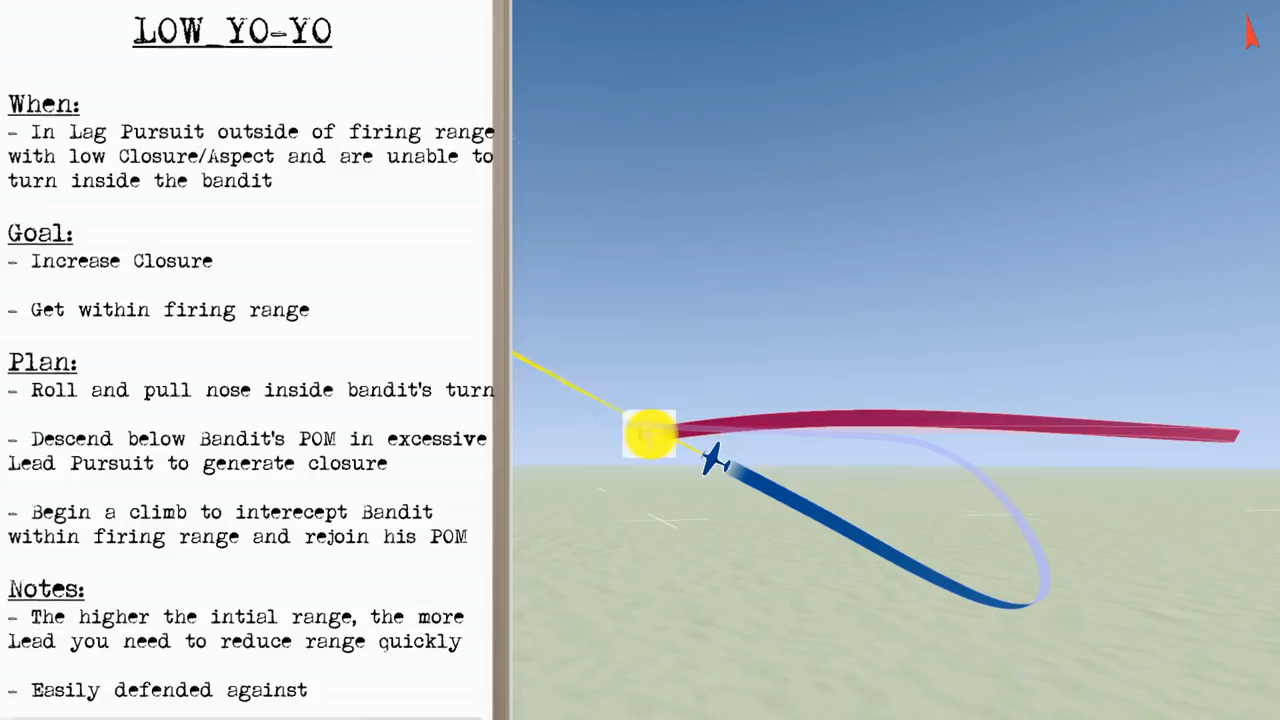 LOW YO-YO
When:
- In Lag Pursuit outside of firing range
with low Closure/Aspect and are unable to
turn inside the bandit
Goal:
- Increase Closure
- Get within firing range
Plan:
- Roll and pull nose inside bandit's turn
- Descend below Bandit's POM in excessive
Lead Pursuit to generate closure
- Begin a climb to interecept Bandit
within firing range and rejoin his POM
Notes:
- The higher the intial range, the more
Lead you need to reduce range quickly
- Easily defended against